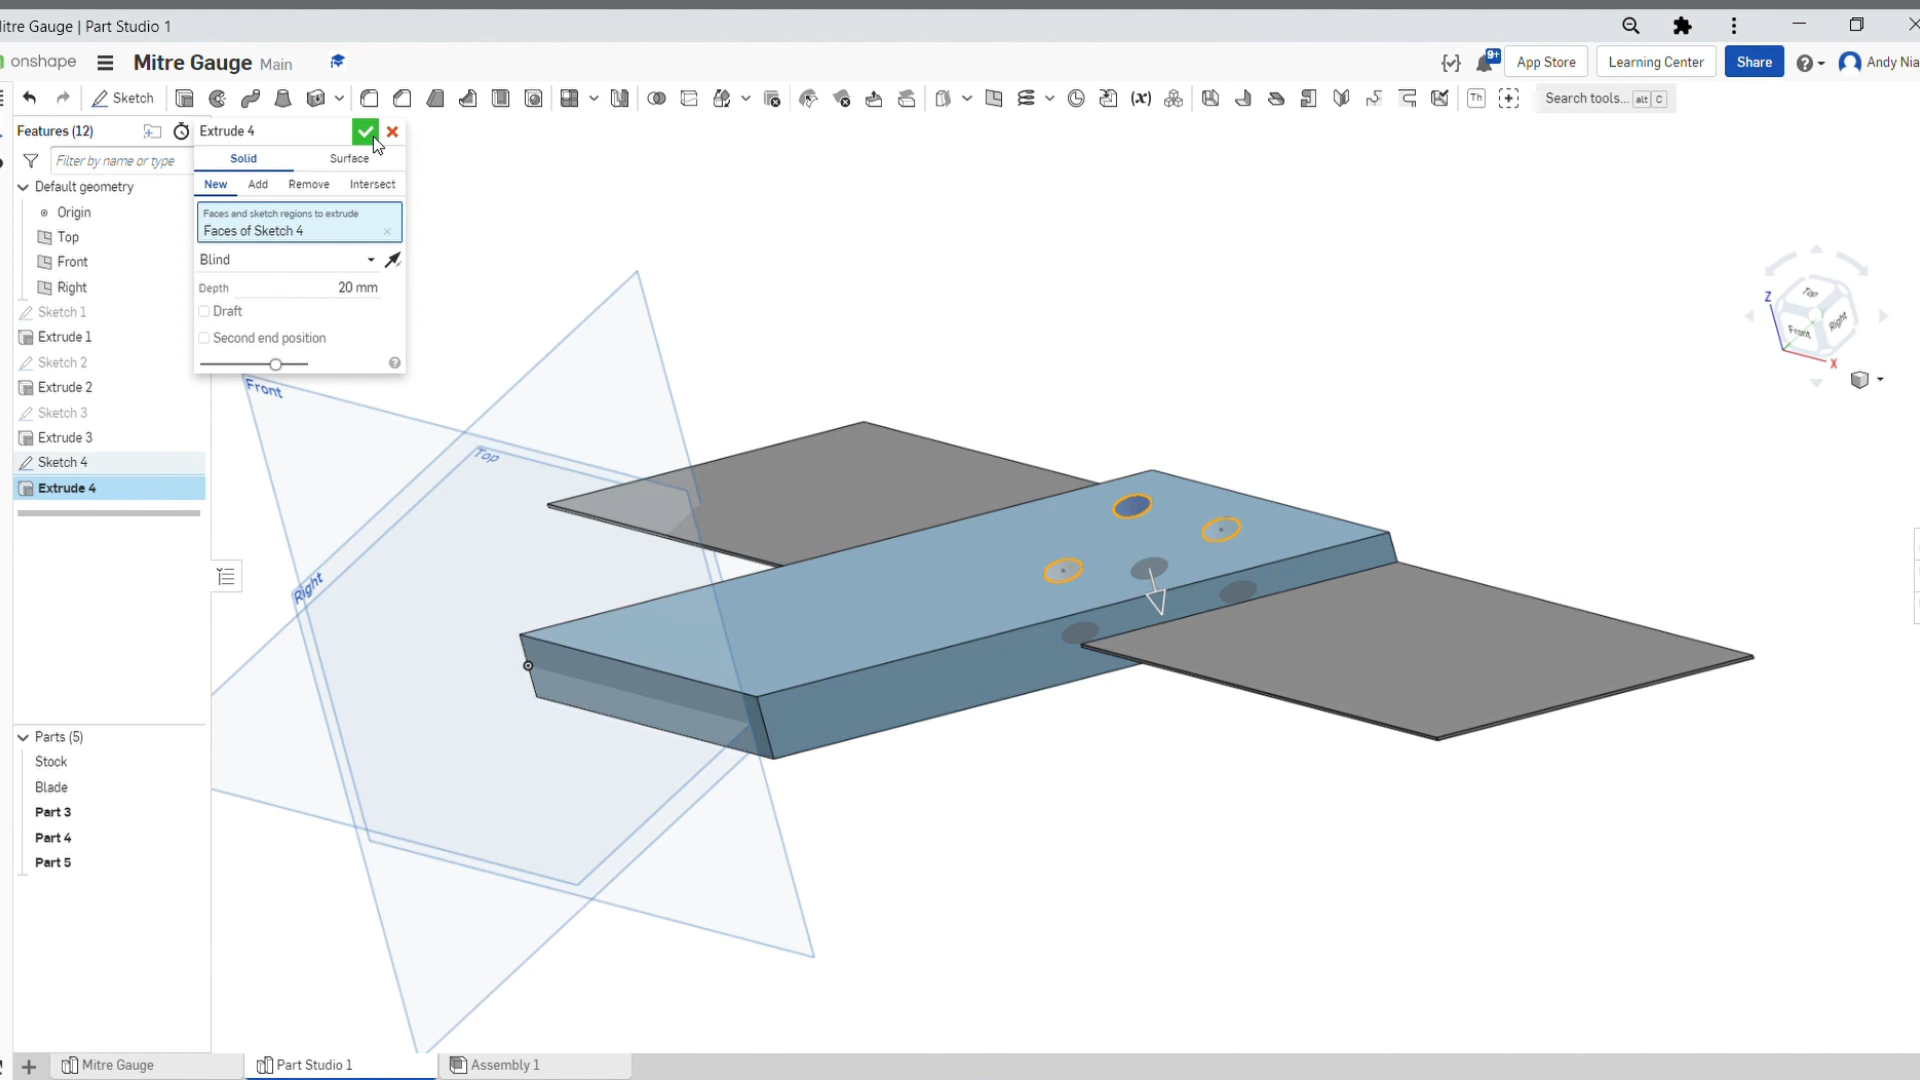 itre Gauge | Part Studio 1
onshape Mitre Gauge Main
9+ App Store Learning Center Share Andy Nia
Sketch (x) Th Search tools... alt C
Features (12)
Filter by name or type
Default geometry
Origin
Top
Front
Right
Sketch 1
Extrude 1
Sketch 2
Extrude 2
Sketch 3
Extrude 3
Sketch 4
Extrude 4
Extrude 4
Solid Surface
New Add Remove Intersect
Faces and sketch regions to extrude
Faces of Sketch 4
Blind
Depth 20 mm
Draft
Second end position
Front
Top
Right
Z
Top
Front Right
X
Parts (5)
Stock
Blade
Part 3
Part 4
Part 5
Mitre Gauge Part Studio 1 Assembly 1